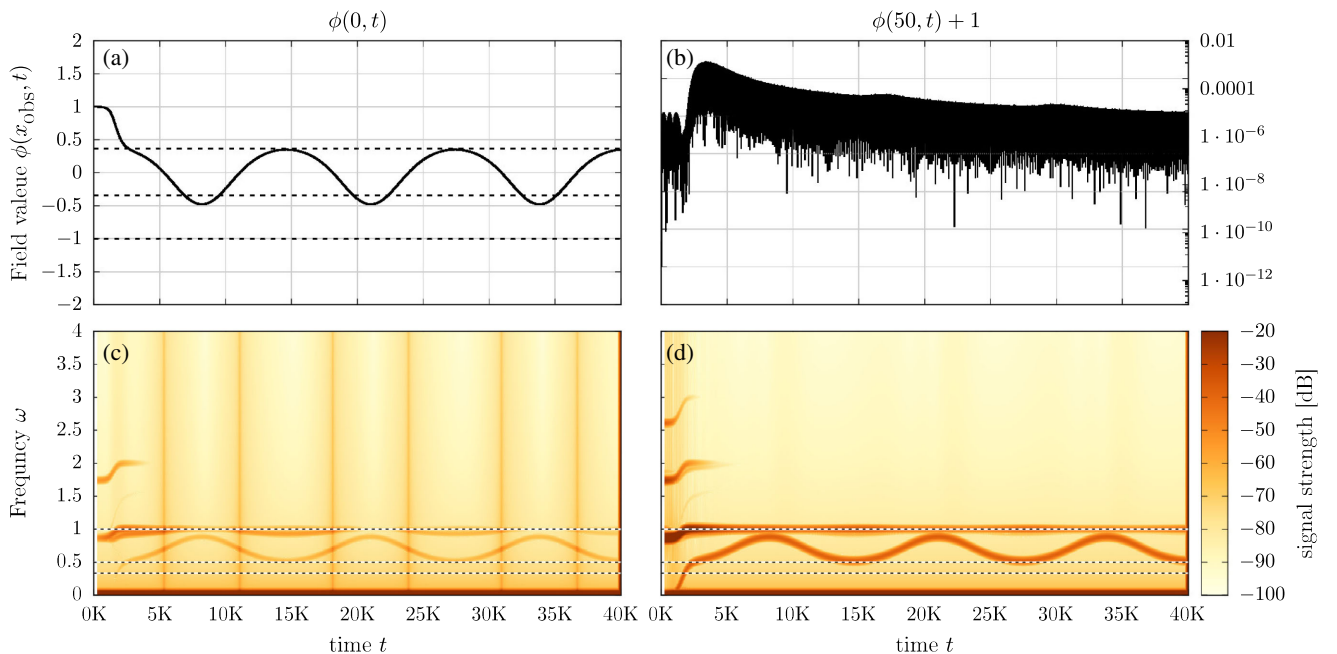 ϕ(0, t)
ϕ(50, t) + 1
(a)
2
1.5
1
0.5
0
−0.5
−1
−1.5
−2
Field valcue ϕ(x_obs, t)
0K 5K 10K 15K 20K 25K 30K 35K 40K
(b)
0.01
0.0001
1 · 10^−6
1 · 10^−8
1 · 10^−10
1 · 10^−12
(c)
4
3.5
3
2.5
2
1.5
1
0.5
0
Frequncy ω
time t
(d)
0K 5K 10K 15K 20K 25K 30K 35K 40K
time t
−20
−30
−40
−50
−60
−70
−80
−90
−100
signal strength [dB]